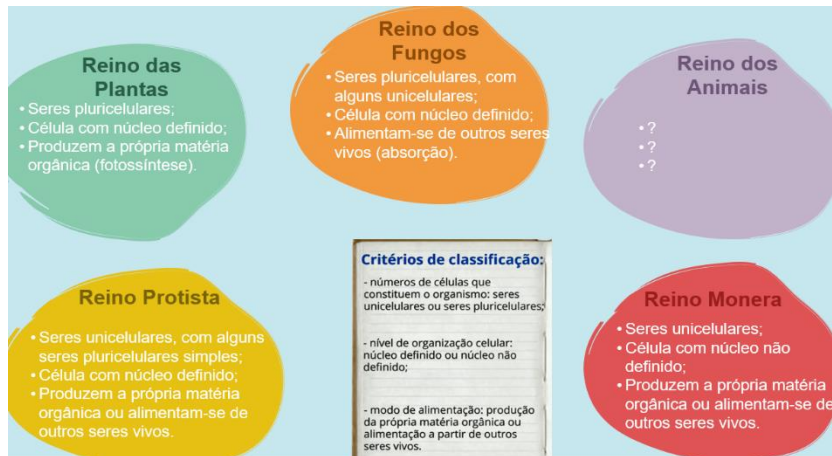 Reino das
Plantas
• Seres pluricelulares;
• Célula com núcleo definido;
• Produzem a própria matéria
orgânica (fotossíntese).
Reino dos
Fungos
• Seres pluricelulares, com
alguns unicelulares;
• Célula com núcleo definido;
• Alimentam-se de outros seres
vivos (absorção).
Reino dos
Animais
• ?
• ?
• ?
Reino Protista
• Seres unicelulares, com alguns
seres pluricelulares simples;
• Célula com núcleo definido;
• Produzem a própria matéria
orgânica ou alimentam-se de
outros seres vivos.
Critérios de classificação:
- números de células que
constituem o organismo: seres
unicelulares ou seres pluricelulares;
- nível de organização celular:
núcleo definido ou núcleo não
definido;
- modo de alimentação: produção
da própria matéria orgânica ou
alimentação a partir de outros
seres vivos.
Reino Monera
• Seres unicelulares;
• Célula com núcleo não
definido;
• Produzem a própria matéria
orgânica ou alimentam-se de
outros seres vivos.